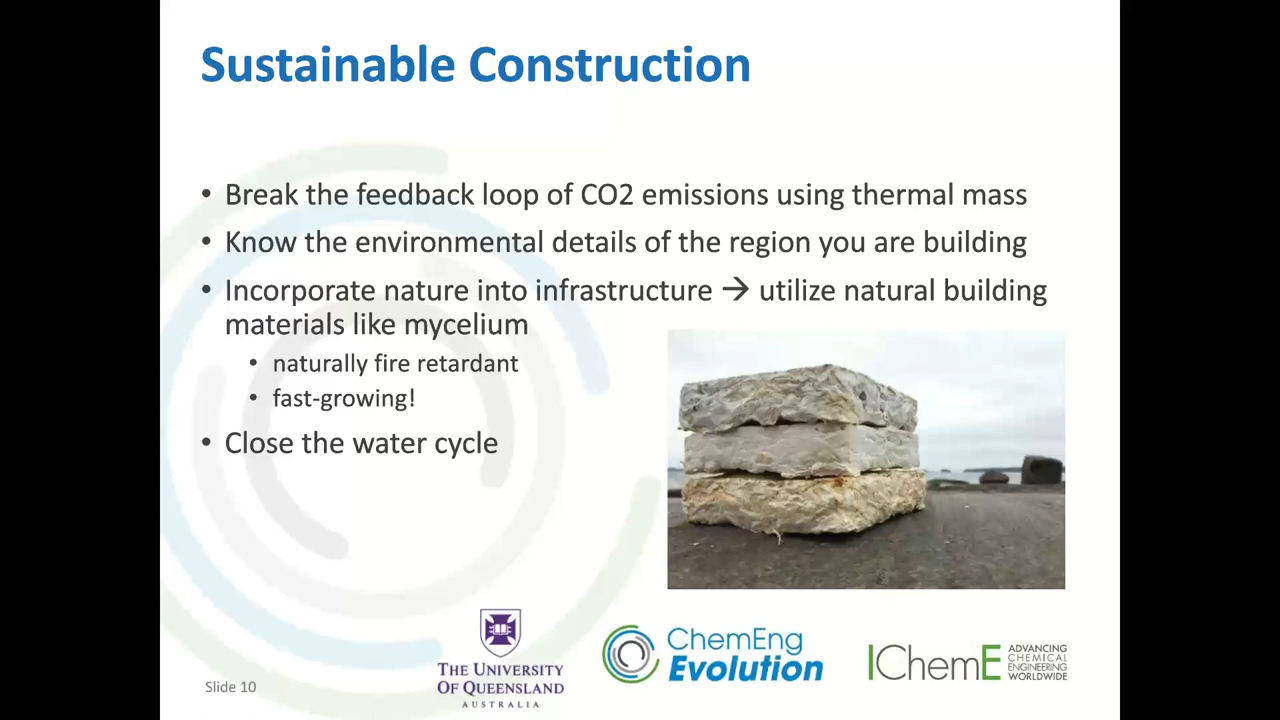 Sustainable Construction
• Break the feedback loop of CO2 emissions using thermal mass
• Know the environmental details of the region you are building
• Incorporate nature into infrastructure → utilize natural building
materials like mycelium
• naturally fire retardant
• fast-growing!
• Close the water cycle
Slide 10
THE UNIVERSITY
OF QUEENSLAND
AUSTRALIA
ChemEng
Evolution
IChemE
ADVANCING
CHEMICAL
ENGINEERING
WORLDWIDE